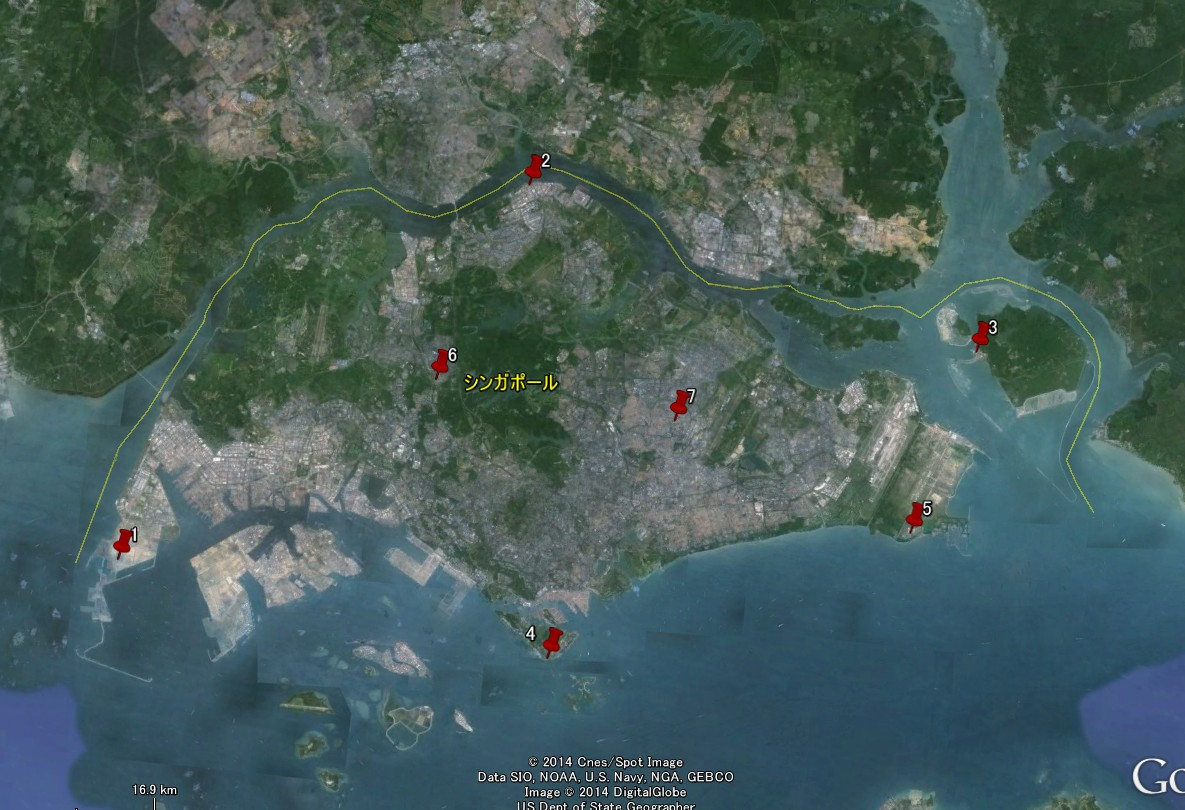 2
3
6
シンガポール
7
5
1
4
© 2014 Cnes/Spot Image
Data SIO, NOAA, U.S. Navy, NGA, GEBCO
Image © 2014 DigitalGlobe
US Dept of State Geographer
16.9 km
Go